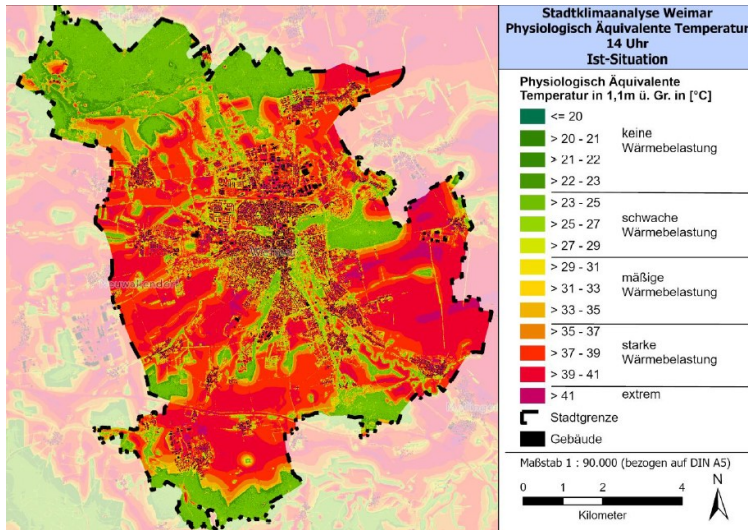 Stadtklimaanalyse Weimar
Physiologisch Äquivalente Temperatur
14 Uhr
Ist-Situation
Physiologisch Äquivalente
Temperatur in 1,1m ü. Gr. in [°C]
<= 20
> 20 - 21
> 21 - 22
> 22 - 23
keine
Wärmebelastung
> 23 - 25
> 25 - 27
> 27 - 29
schwache
Wärmebelastung
> 29 - 31
> 31 - 33
> 33 - 35
mäßige
Wärmebelastung
> 35 - 37
> 37 - 39
> 39 - 41
starke
Wärmebelastung
> 41
extrem
Stadtgrenze
Gebäude
Maßstab 1 : 90.000 (bezogen auf DIN A5)
0 1 2 4
Kilometer
N